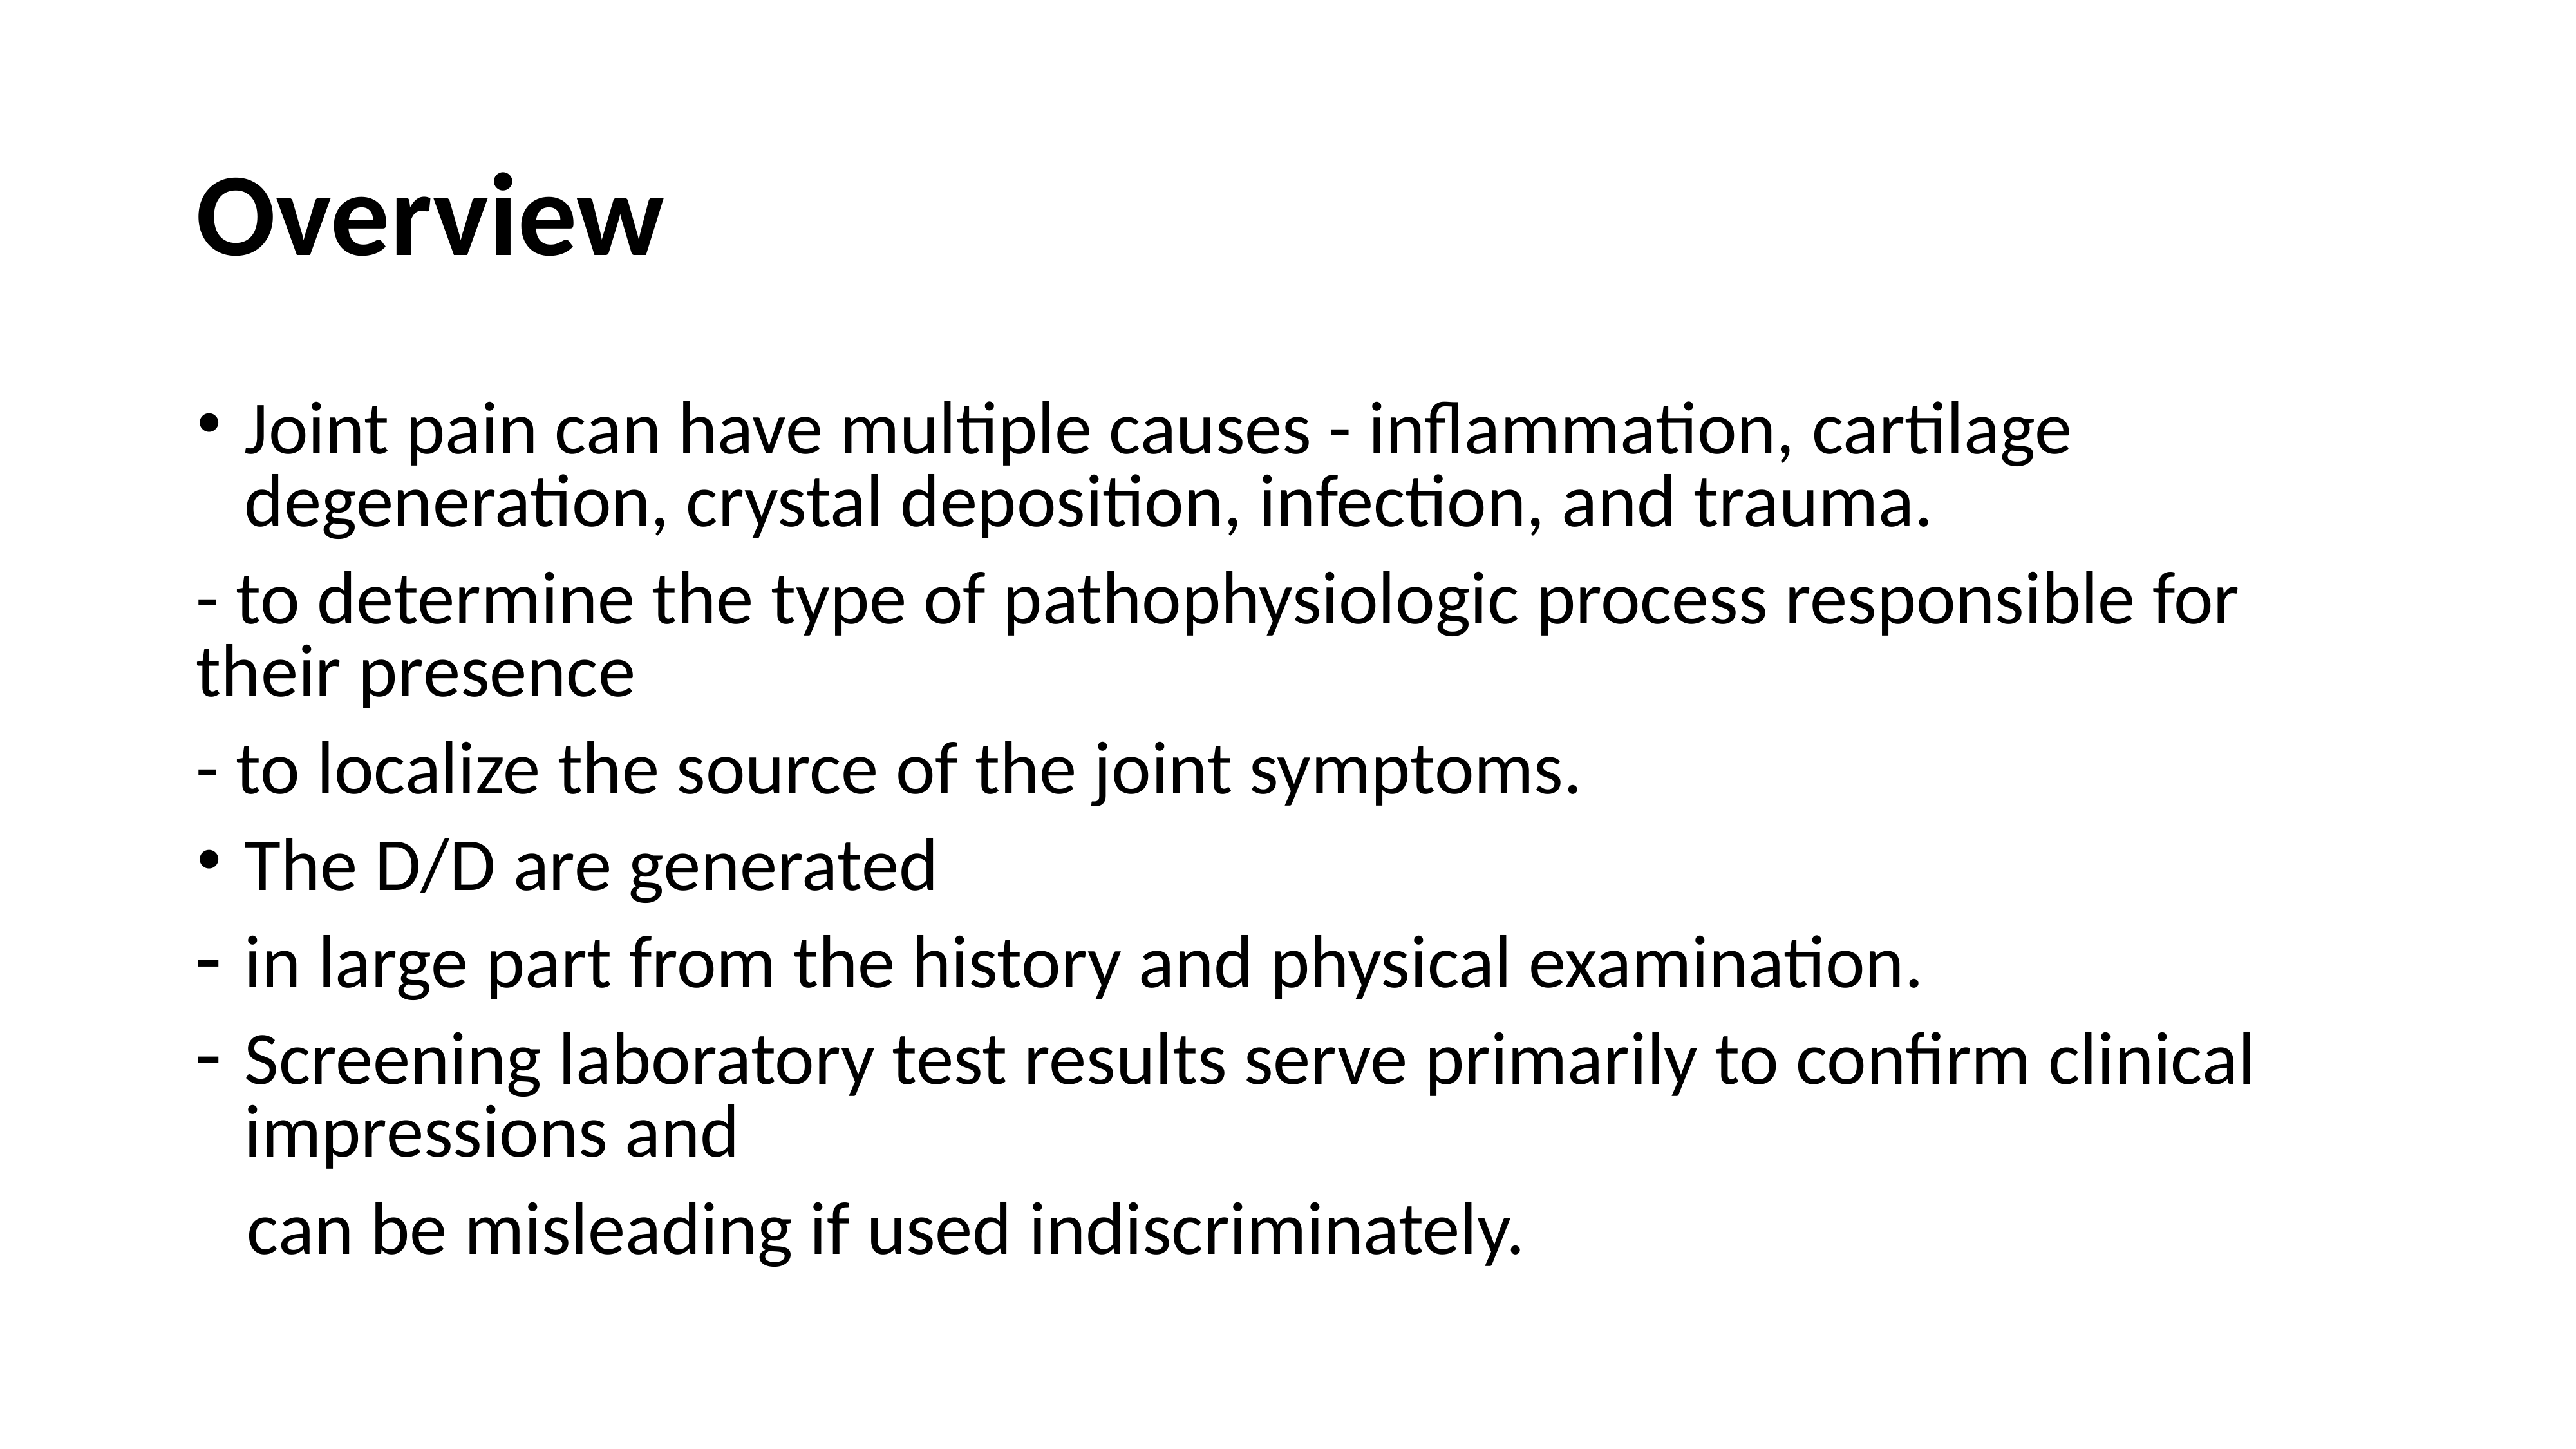 Overview
• Joint pain can have multiple causes - inflammation, cartilage
degeneration, crystal deposition, infection, and trauma.
- to determine the type of pathophysiologic process responsible for
their presence
- to localize the source of the joint symptoms.
• The D/D are generated
- in large part from the history and physical examination.
- Screening laboratory test results serve primarily to confirm clinical
impressions and
can be misleading if used indiscriminately.